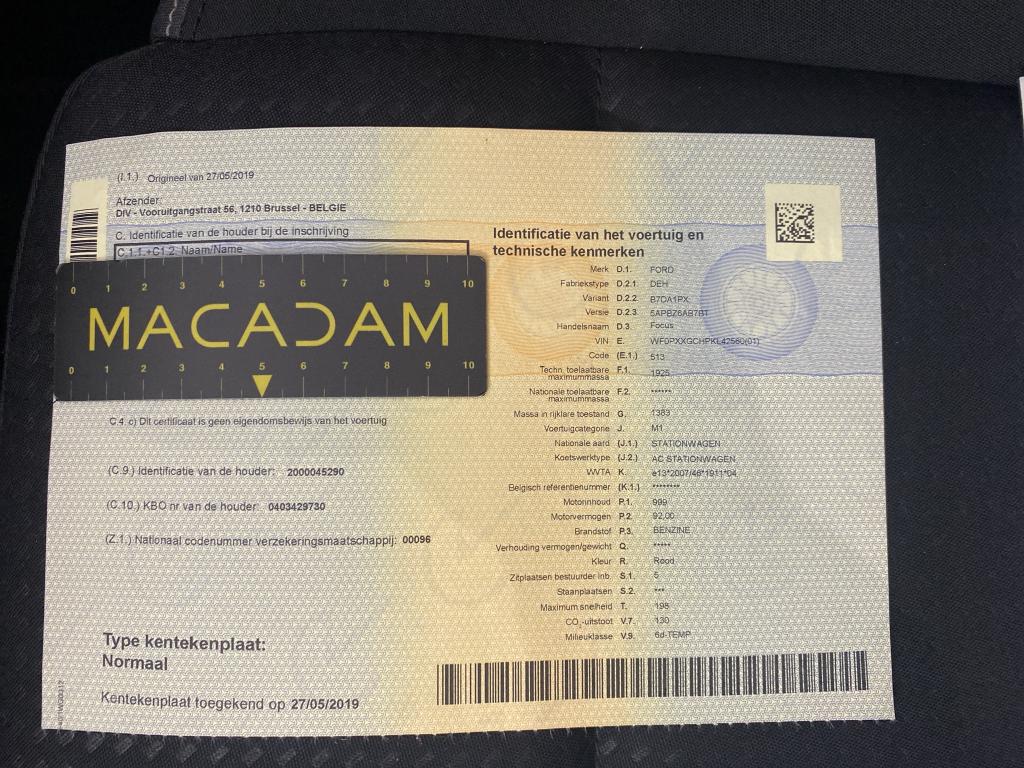 (I.1.) Origineel van 27/05/2019
Afzender:
DIV - Vooruitgangstraat 56, 1210 Brussel - BELGIE
C. Identificatie van de houder bij de inschrijving
C.1.1.+C1.2. Naam/Name
0 1 2 3 4 5 6 7 8 9 10
MACADAM
0 1 2 3 4 5 6 7 8 9 10
C.4. c) Dit certificaat is geen eigendomsbewijs van het voertuig
(C.9.) Identificatie van de houder: 2000045290
(C.10.) KBO nr van de houder: 0403429730
(Z.1.) Nationaal codenummer verzekeringsmaatschappij: 00096
Type kentekenplaat:
Normaal
Kentekenplaat toegekend op 27/05/2019
Identificatie van het voertuig en
technische kenmerken
Merk D.1. FORD
Fabriekstype D.2.1. DEH
Variant D.2.2. B7DA1PX
Versie D.2.3. 5APBZ6AB7BT
Handelsnaam D.3. Focus
VIN E. WF0PXXGCHPKL42560(01)
Code (E.1.) 513
Techn. toelaatbare
maximummassa F.1. 1925
Nationale toelaatbare
maximummassa F.2. ******
Massa in rijklare toestand G. 1383
Voertuigcategorie J. M1
Nationale aard (J.1.) STATIONWAGEN
Koetswerktype (J.2.) AC STATIONWAGEN
WVTA K. e13*2007/46*1911*04
Belgisch referentienummer (K.1.) ********
Motorinhoud P.1. 999
Motorvermogen P.2. 92,00
Brandstof P.3. BENZINE
Verhouding vermogen/gewicht Q. *****
Kleur R. Rood
Zitplaatsen bestuurder inb. S.1. 5
Staanplaatsen S.2. ***
Maximum snelheid T. 198
CO₂-uitstoot V.7. 130
Milieuklasse V.9. 6d-TEMP